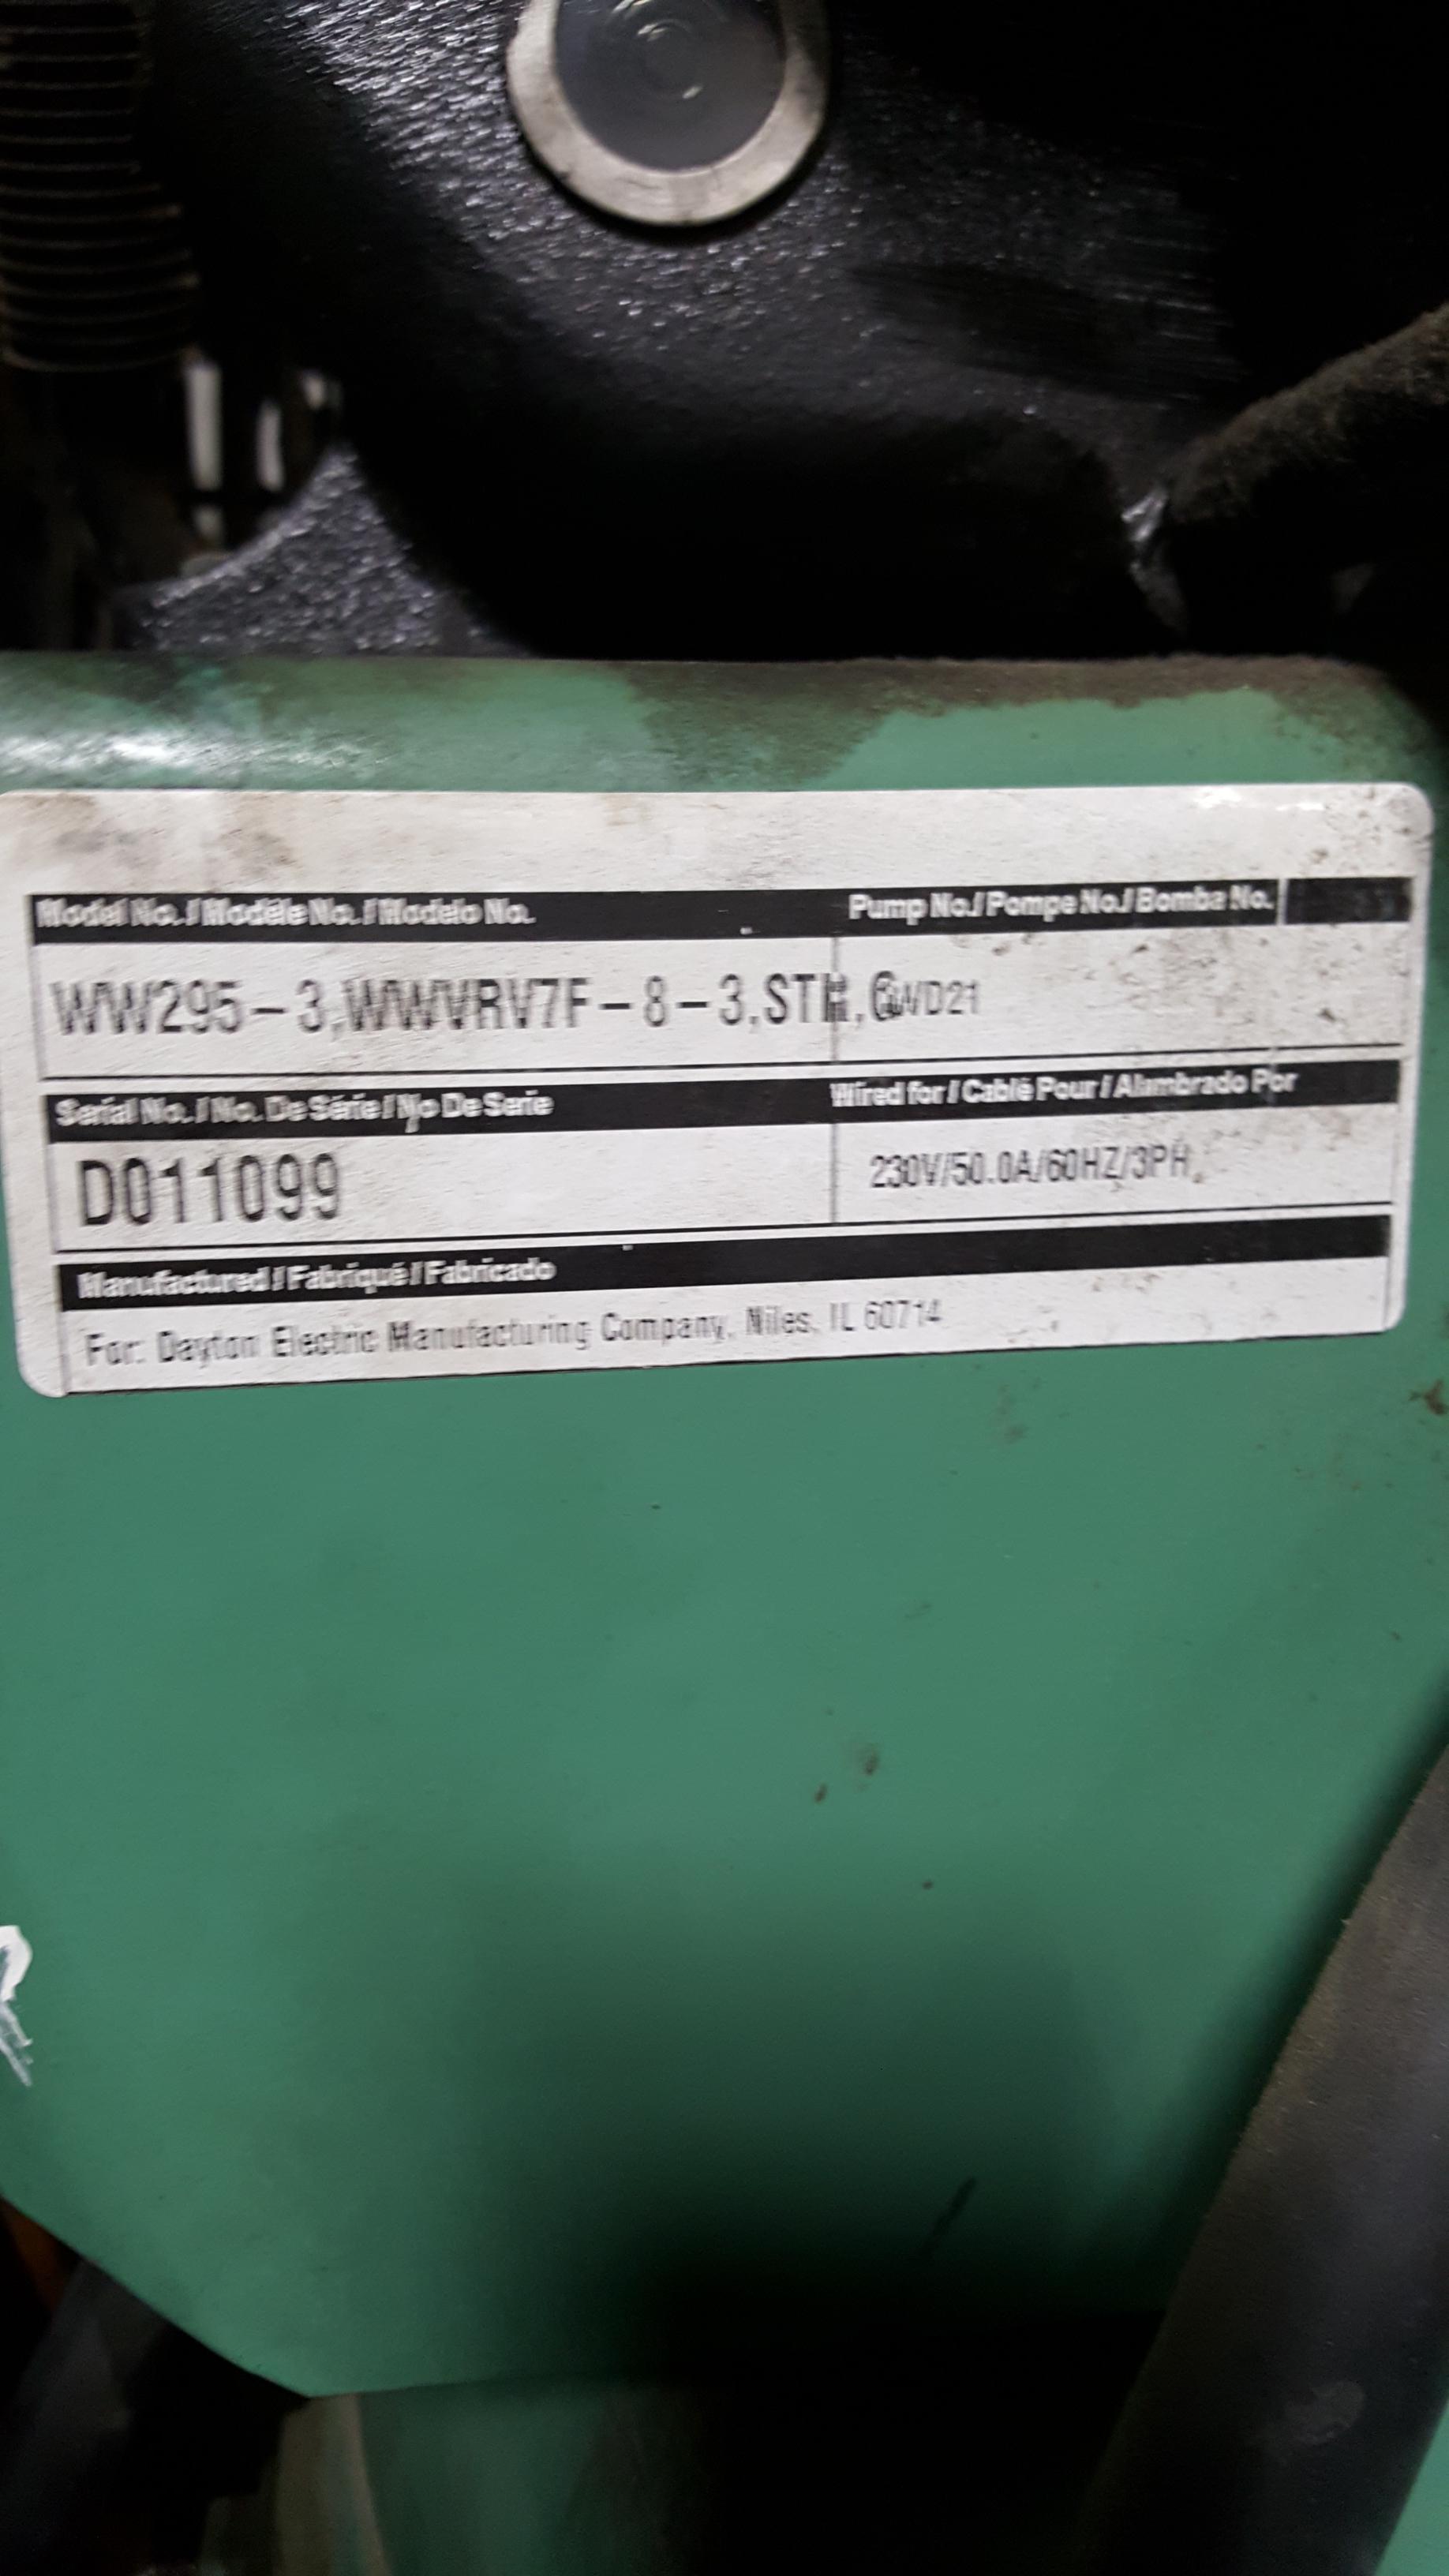 Model No. / Modèle No. / Modelo No. Pump No./ Pompe No./ Bomba No.
WW295-3,WWVRV7F-8-3,STR, WD21
Serial No. / No. De Série / No De Serie Wired for / Cablé Pour / Alambrado Por
D011099 230V/50.0A/60HZ/3PH
Manufactured / Fabriqué / Fabricado
For: Dayton Electric Manufacturing Company, Niles, IL 60714